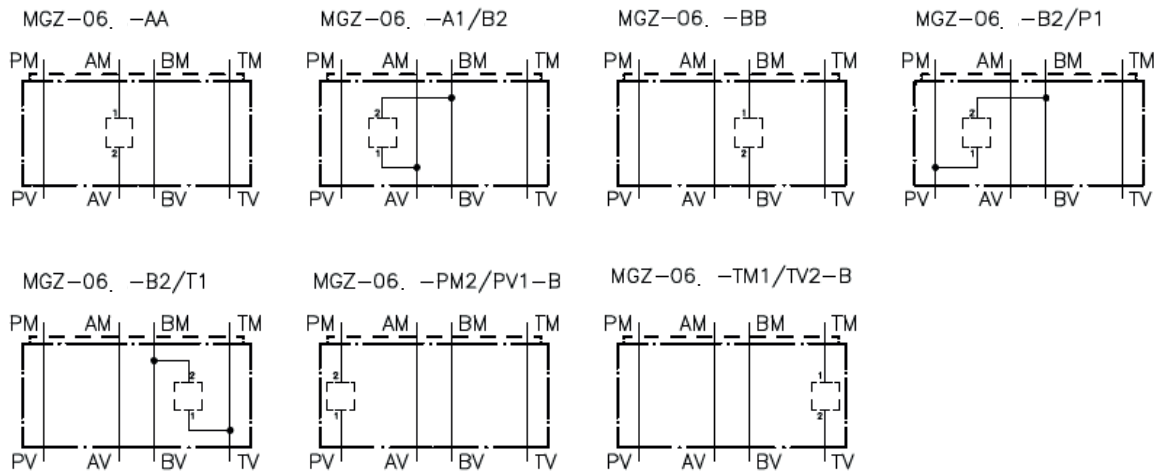 MGZ-06. -AA MGZ-06. -A1/B2 MGZ-06. -BB MGZ-06. -B2/P1
PM AM BM TM PM AM BM TM PM AM BM TM PM AM BM TM
1 2 1 2
2 1 2 1
PV AV BV TV PV AV BV TV PV AV BV TV PV AV BV TV
MGZ-06. -B2/T1 MGZ-06. -PM2/PV1-B MGZ-06. -TM1/TV2-B
PM AM BM TM PM AM BM TM PM AM BM TM
2 2 1
1 1 2
PV AV BV TV PV AV BV TV PV AV BV TV